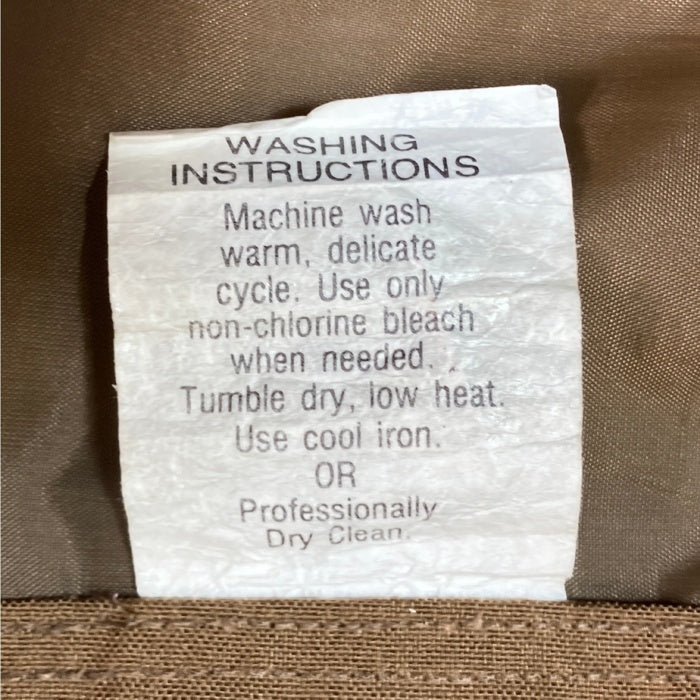 WASHING
INSTRUCTIONS
Machine wash
warm, delicate
cycle. Use only
non-chlorine bleach
when needed.
Tumble dry, low heat.
Use cool iron.
OR
Professionally
Dry Clean.